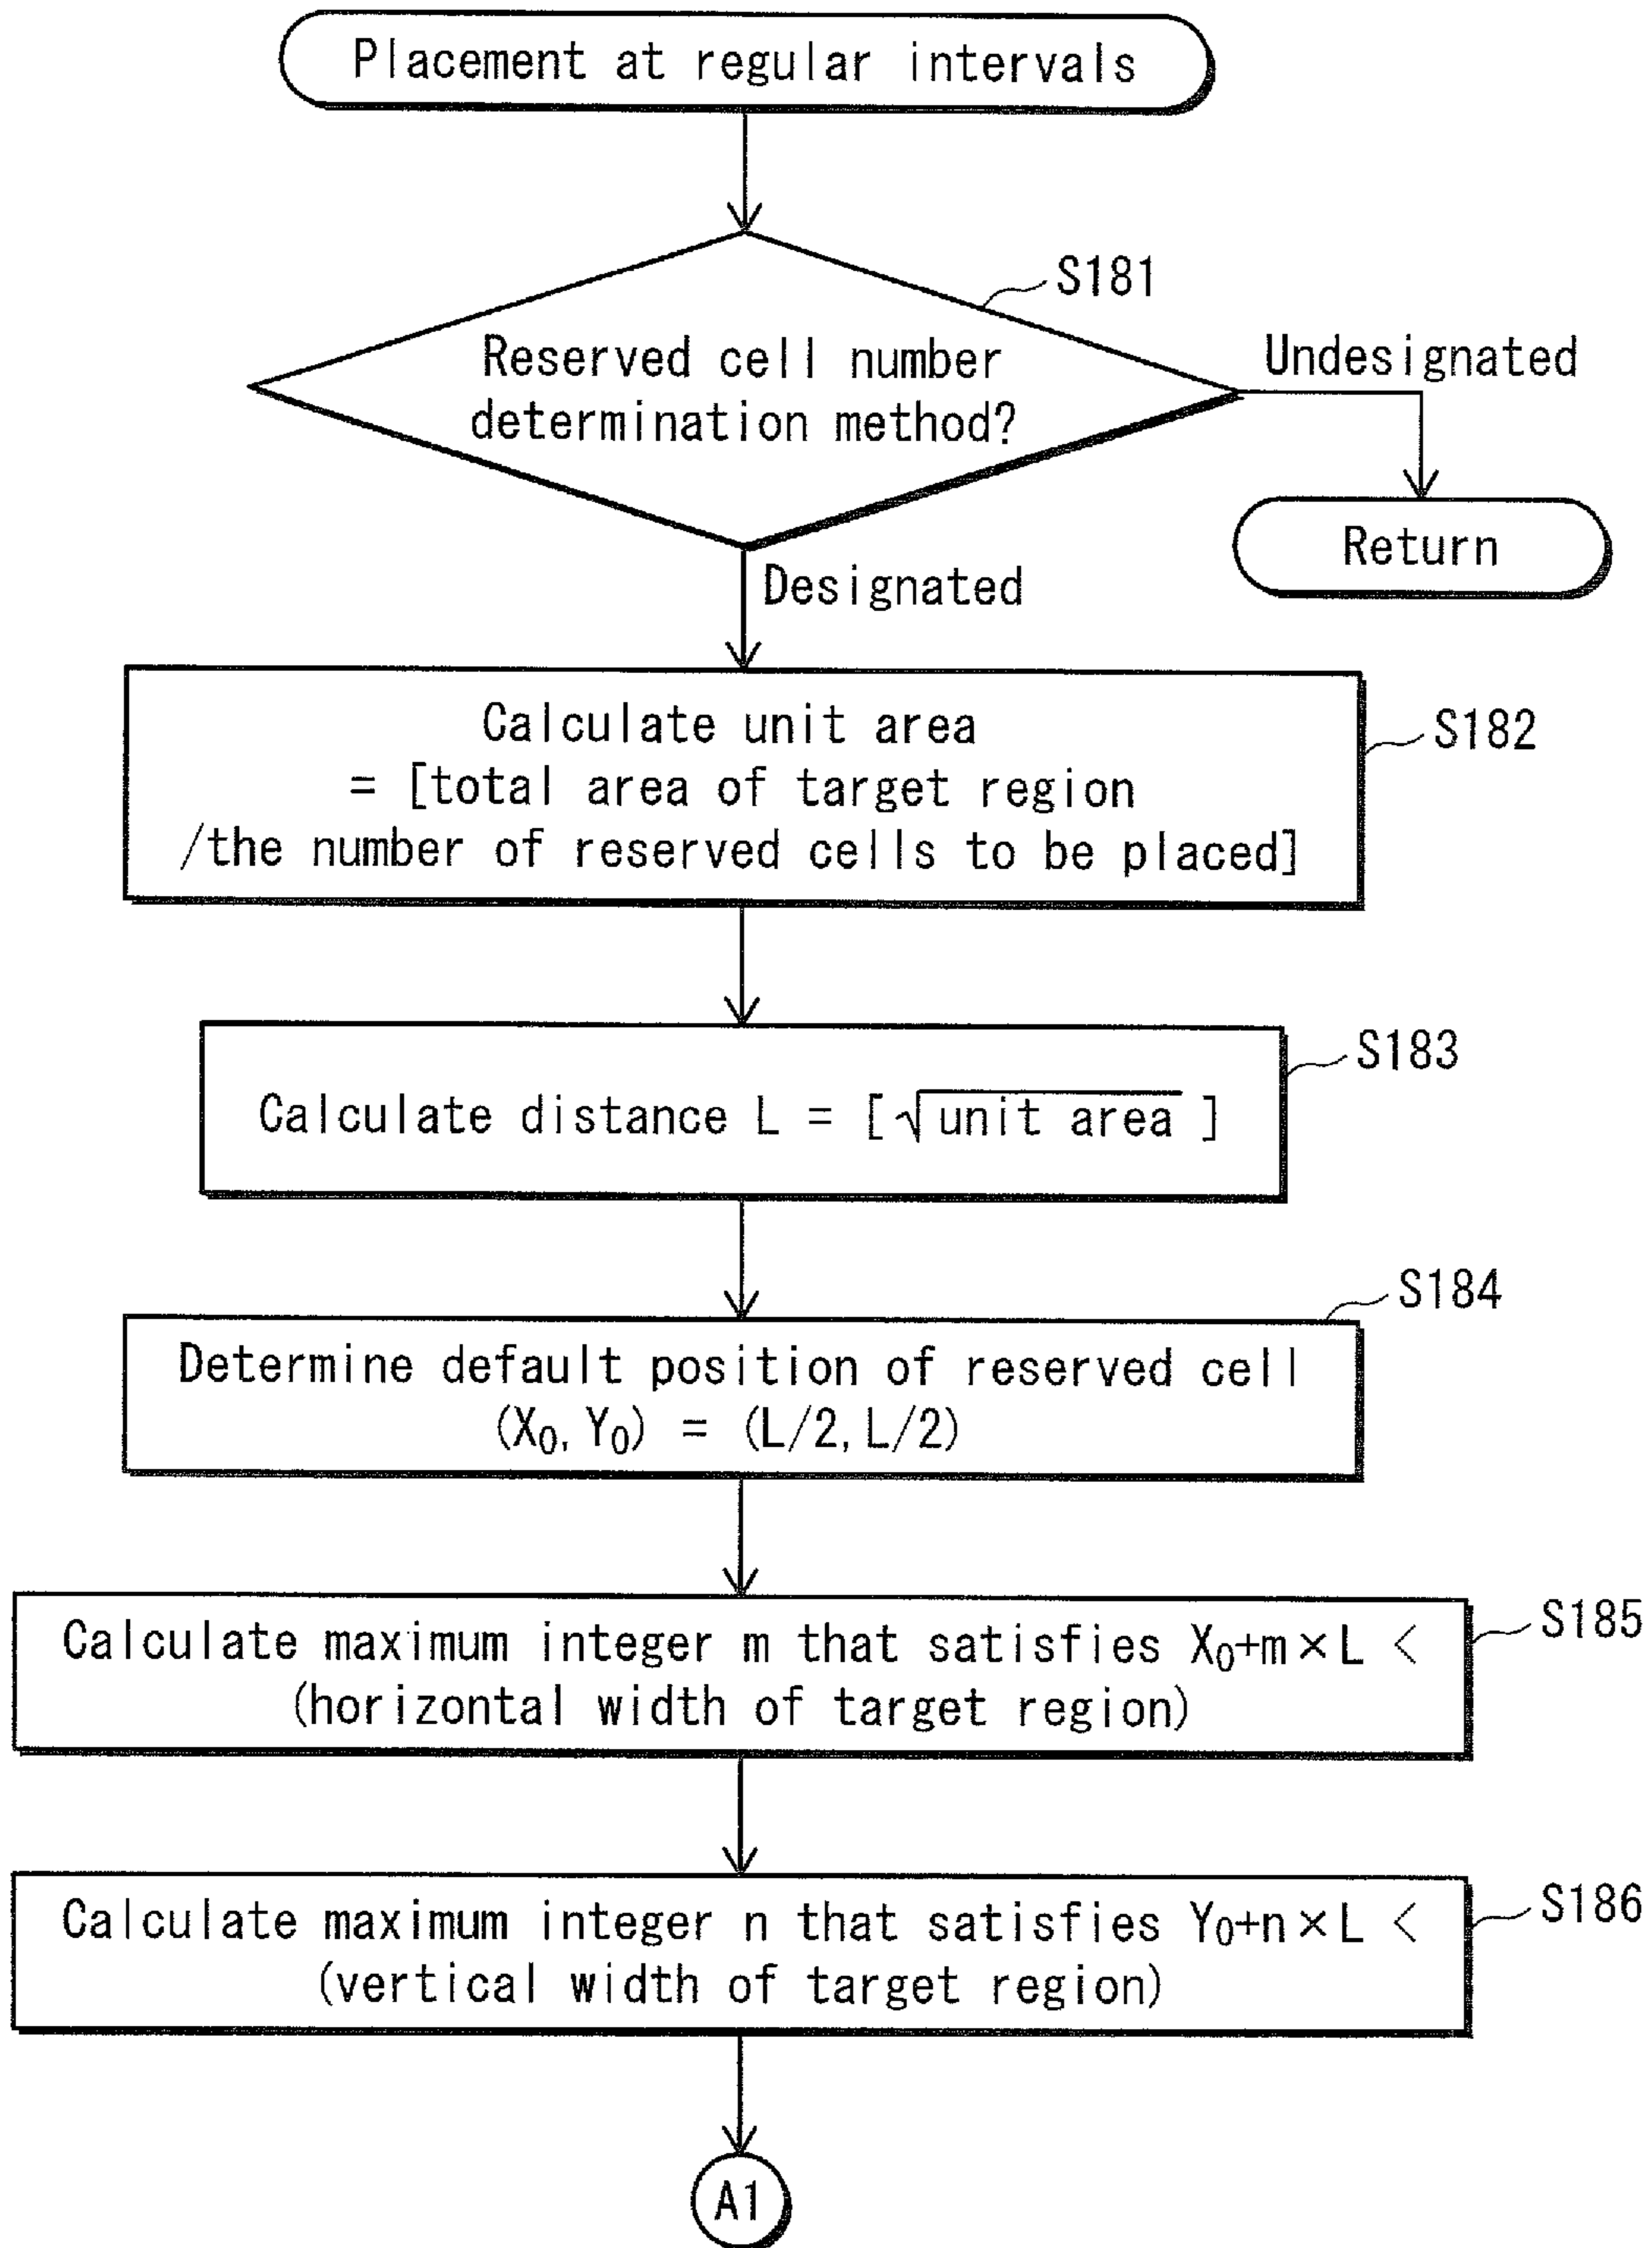 Placement at regular intervals
S181
Reserved cell number
determination method?
Undesignated
Return
Designated
Calculate unit area
= [total area of target region
/the number of reserved cells to be placed]
S182
S183
Calculate distance L = [√unit area ]
S184
Determine default position of reserved cell
(X₀, Y₀) = (L/2, L/2)
Calculate maximum integer m that satisfies X₀+m×L <
(horizontal width of target region)
S185
Calculate maximum integer n that satisfies Y₀+n×L <
(vertical width of target region)
S186
A1